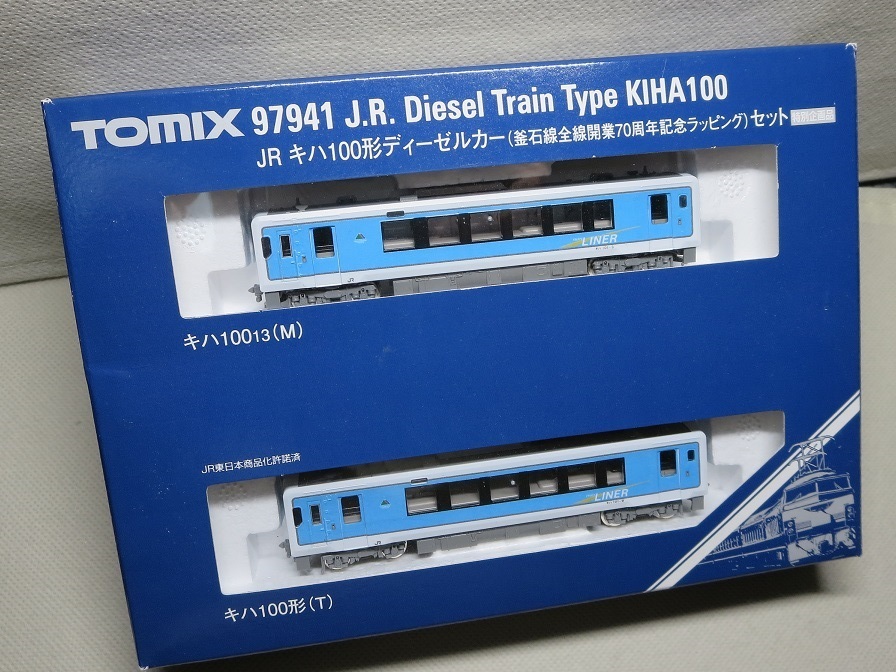 TOMIX 97941 J.R. Diesel Train Type KIHA100
JR キハ100形ディーゼルカー(釜石線全線開業70周年記念ラッピング)セット 特別企画品
LINER
JR
キハ10013(M)
JR東日本商品化許諾済
LINER
JR
キハ100形(T)